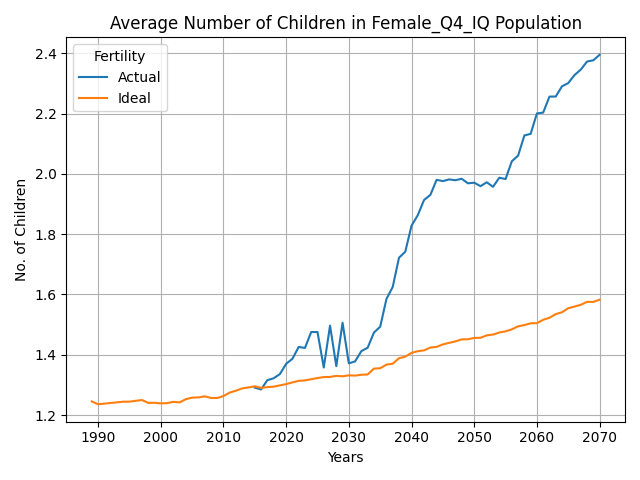 Average Number of Children in Female_Q4_IQ Population
Fertility
Actual
Ideal
No. of Children
2.4
2.2
2.0
1.8
1.6
1.4
1.2
1990 2000 2010 2020 2030 2040 2050 2060 2070
Years